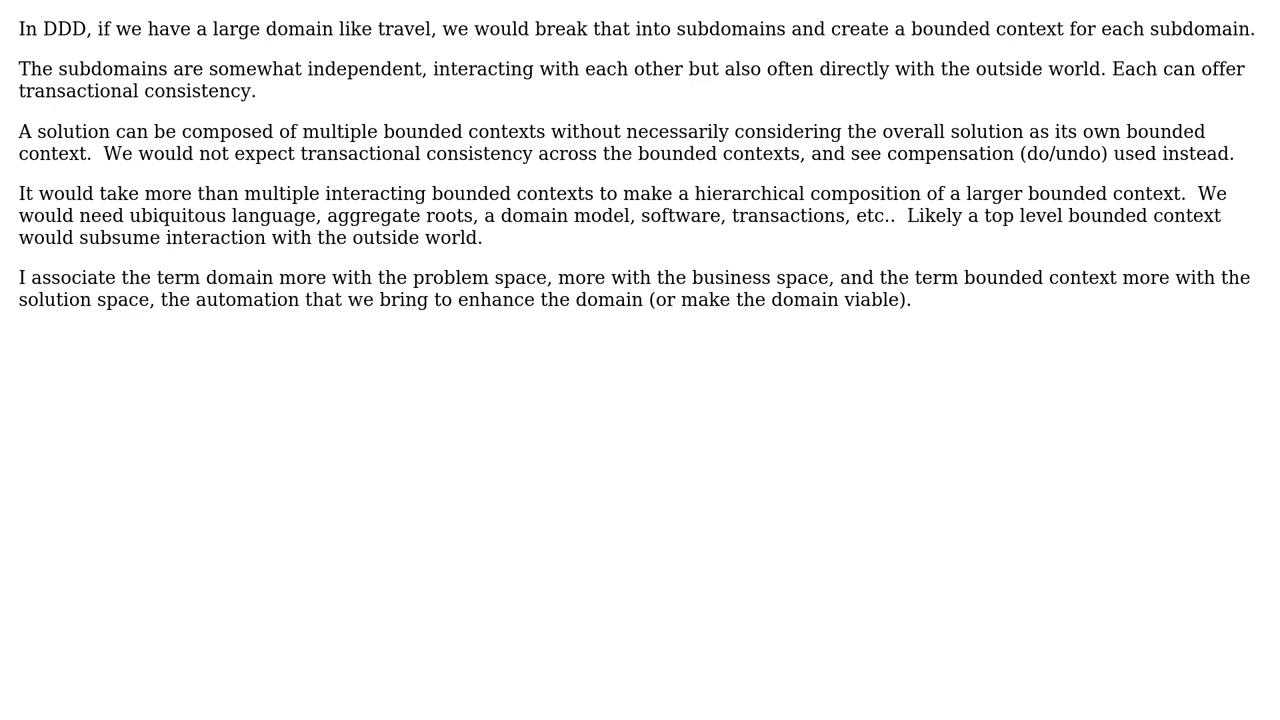 In DDD, if we have a large domain like travel, we would break that into subdomains and create a bounded context for each subdomain.
The subdomains are somewhat independent, interacting with each other but also often directly with the outside world. Each can offer
transactional consistency.
A solution can be composed of multiple bounded contexts without necessarily considering the overall solution as its own bounded
context.  We would not expect transactional consistency across the bounded contexts, and see compensation (do/undo) used instead.
It would take more than multiple interacting bounded contexts to make a hierarchical composition of a larger bounded context.  We
would need ubiquitous language, aggregate roots, a domain model, software, transactions, etc..  Likely a top level bounded context
would subsume interaction with the outside world.
I associate the term domain more with the problem space, more with the business space, and the term bounded context more with the
solution space, the automation that we bring to enhance the domain (or make the domain viable).